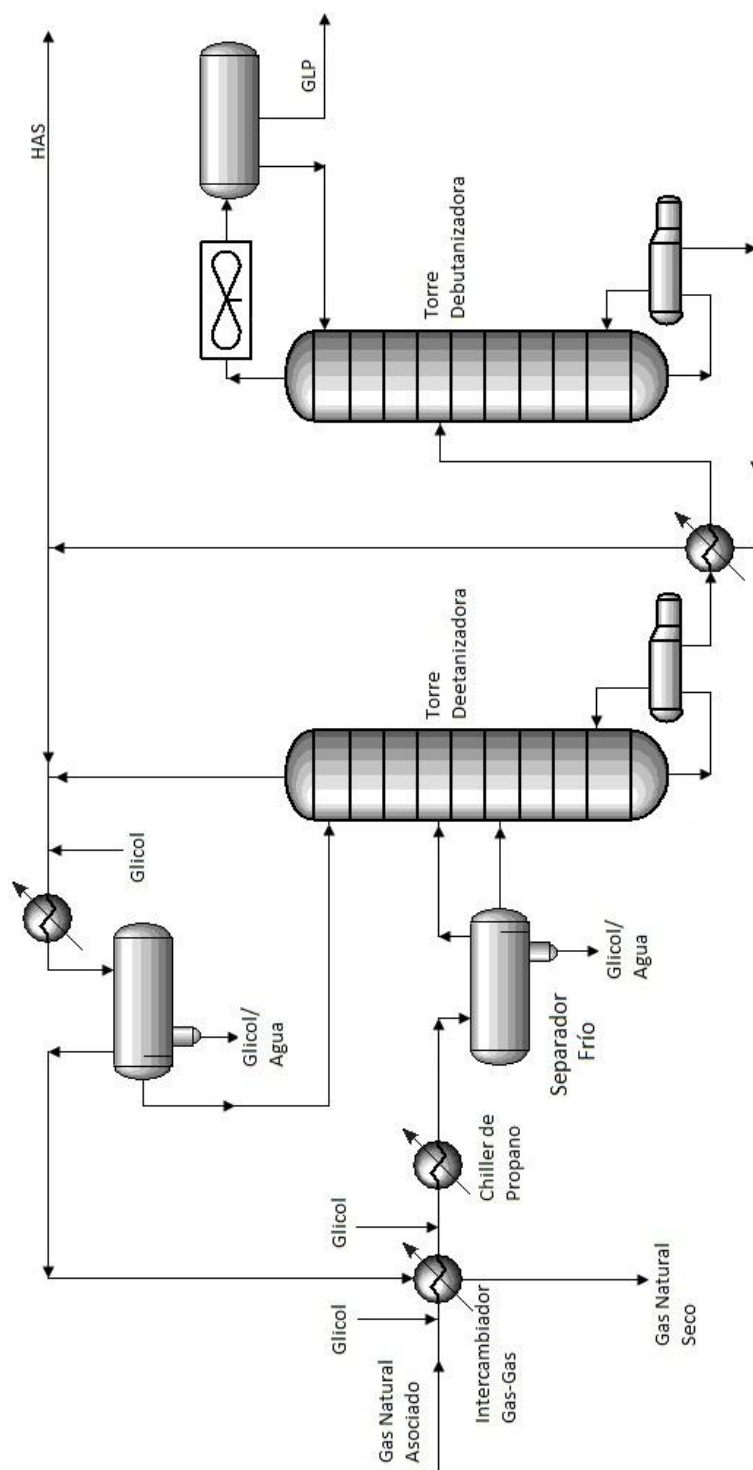 HAS
Glicol
Glicol/
Agua
GLP
Glicol
Glicol
Gas Natural
Asociado
Torre
Deetanizadora
Torre
Debutanizadora
Intercambiador
Gas-Gas
Chiller de
Propano
Separador
Frío
Glicol/
Agua
Gas Natural
Seco